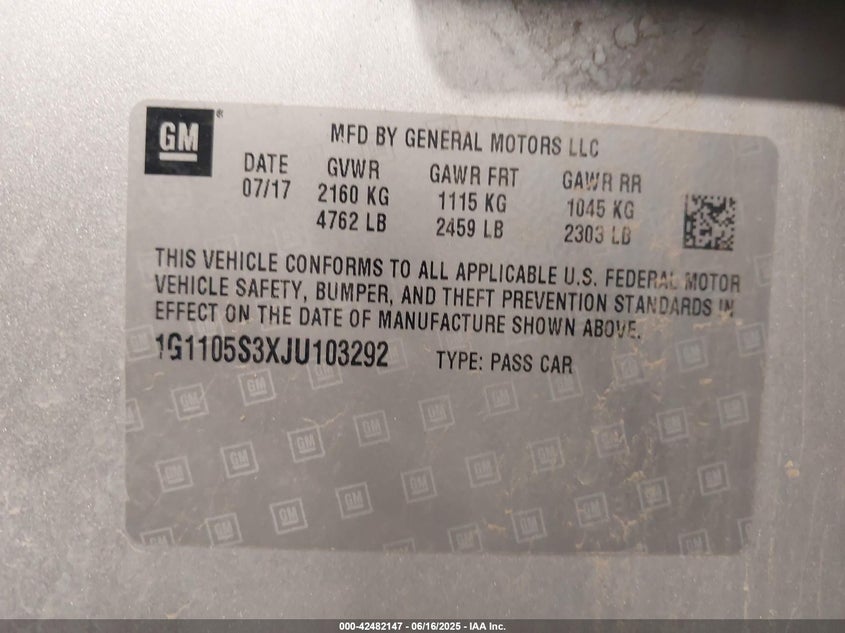 GM®
MFD BY GENERAL MOTORS LLC
DATE GVWR GAWR FRT GAWR RR
07/17 2160 KG 1115 KG 1045 KG
4762 LB 2459 LB 2303 LB
THIS VEHICLE CONFORMS TO ALL APPLICABLE U.S. FEDERAL MOTOR
VEHICLE SAFETY, BUMPER, AND THEFT PREVENTION STANDARDS IN
EFFECT ON THE DATE OF MANUFACTURE SHOWN ABOVE.
1G1105S3XJU103292 TYPE: PASS CAR
000-42482147 - 06/16/2025 - IAA Inc.